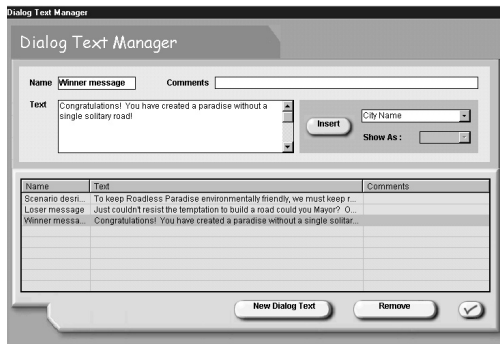 Dialog Text Manager
Dialog Text Manager
Name Winner message Comments
Text Congratulations! You have created a paradise without a
single solitary road!
Insert City Name
Show As :
Name Text Comments
Scenario desri... To keep Roadless Paradise environmentally friendly, we must keep r...
Loser message Just couldn't resist the temptation to build a road could you Mayor? O...
Winner messa... Congratulations! You have created a paradise without a single solitar...
New Dialog Text Remove